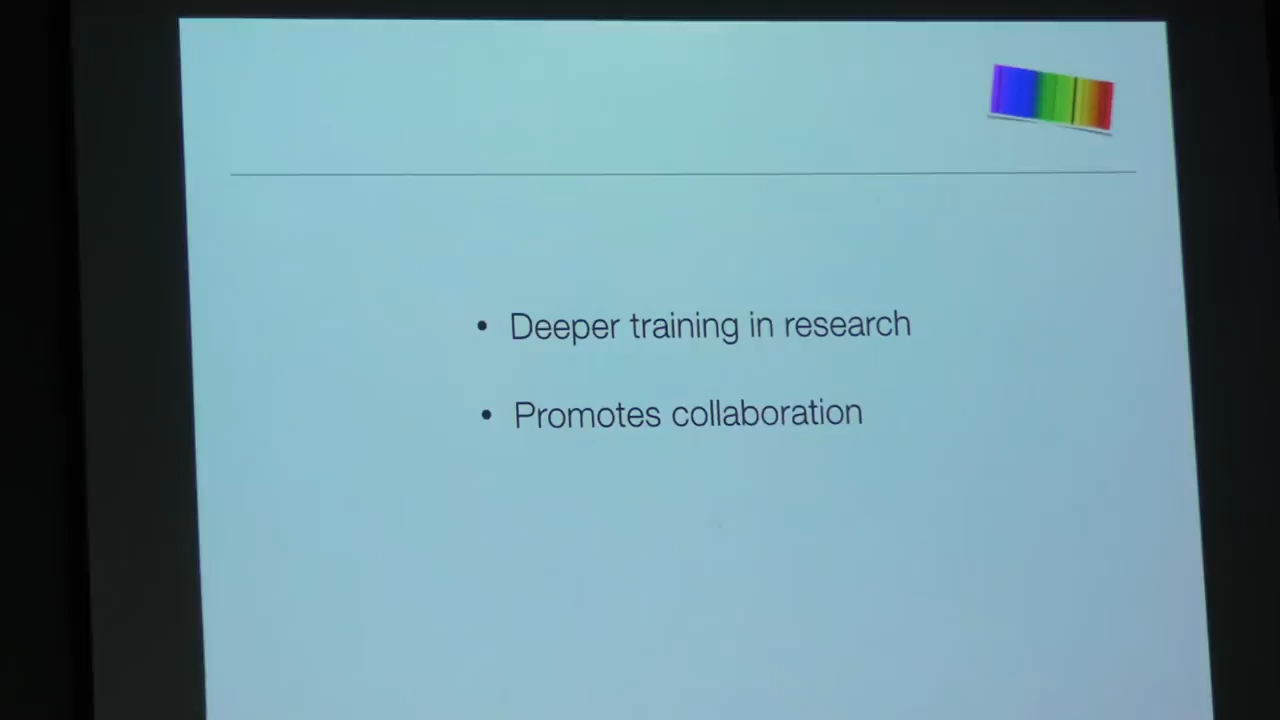 • Deeper training in research
• Promotes collaboration